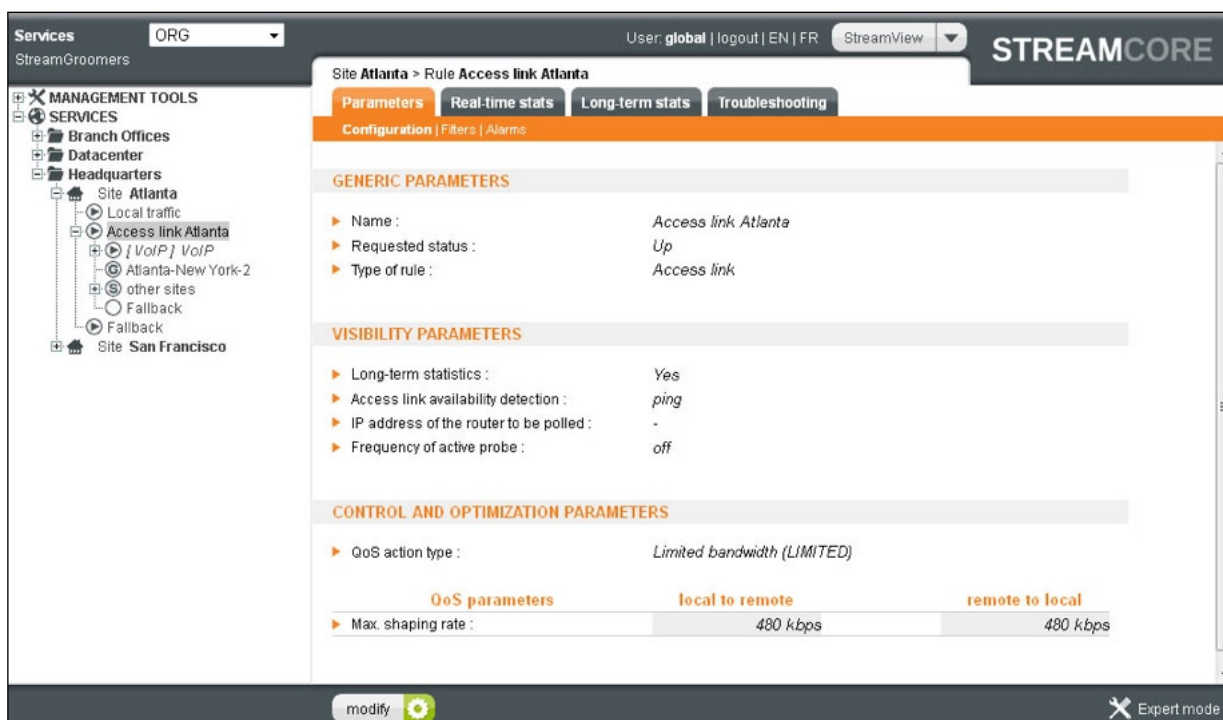 Services
ORG
StreamGroomers
User: global | logout | EN | FR
StreamView
STREAMCORE
MANAGEMENT TOOLS
SERVICES
Branch Offices
Datacenter
Headquarters
Site Atlanta
Local traffic
Access link Atlanta
[VoIP] VoIP
G Atlanta-New York-2
S other sites
Fallback
Fallback
Site San Francisco
Site Atlanta > Rule Access link Atlanta
Parameters
Real-time stats
Long-term stats
Troubleshooting
Configuration | Filters | Alarms
GENERIC PARAMETERS
Name : Access link Atlanta
Requested status : Up
Type of rule : Access link
VISIBILITY PARAMETERS
Long-term statistics : Yes
Access link availability detection : ping
IP address of the router to be polled : -
Frequency of active probe : off
CONTROL AND OPTIMIZATION PARAMETERS
QoS action type : Limited bandwidth (LIMITED)
QoS parameters local to remote remote to local
Max. shaping rate : 480 kbps 480 kbps
modify
Expert mode